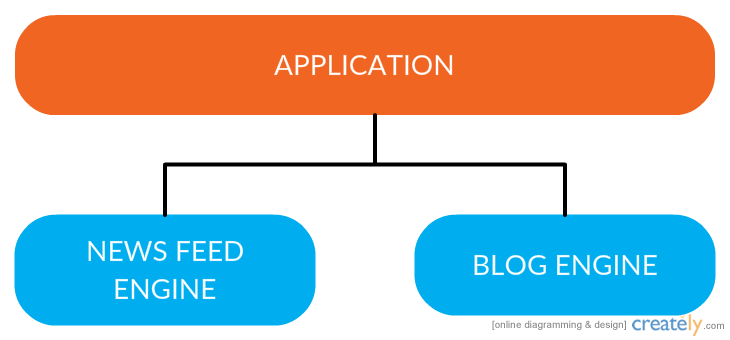 APPLICATION
NEWS FEED
ENGINE
BLOG ENGINE
[online diagramming & design] creately.com